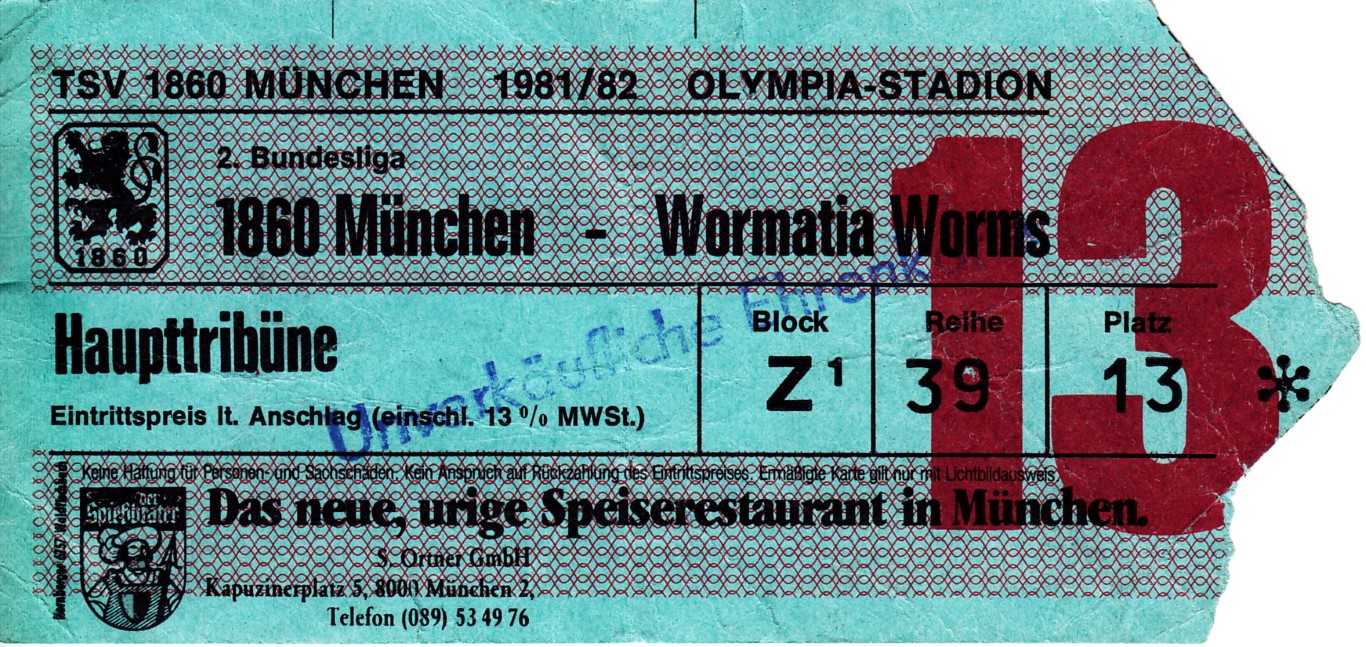 TSV 1860 MÜNCHEN 1981/82 OLYMPIA-STADION
1860
2. Bundesliga
1860 München - Wormatia Worms
13
Haupttribüne
Eintrittspreis lt. Anschlag (einschl. 13 % MWSt.)
Unverkäufliche
Block
Z1
Reihe
39
Platz
13
*
Keine Haftung für Personen- und Sachschäden. Kein Anspruch auf Rückzahlung des Eintrittspreises. Ermäßigte Karte gilt nur mit Lichtbildausweis.
der
Spießbrater
Das neue, urige Speiserestaurant in München.
S. Ortner GmbH
Kapuzinerplatz 5, 8000 München 2,
Telefon (089) 53 49 76